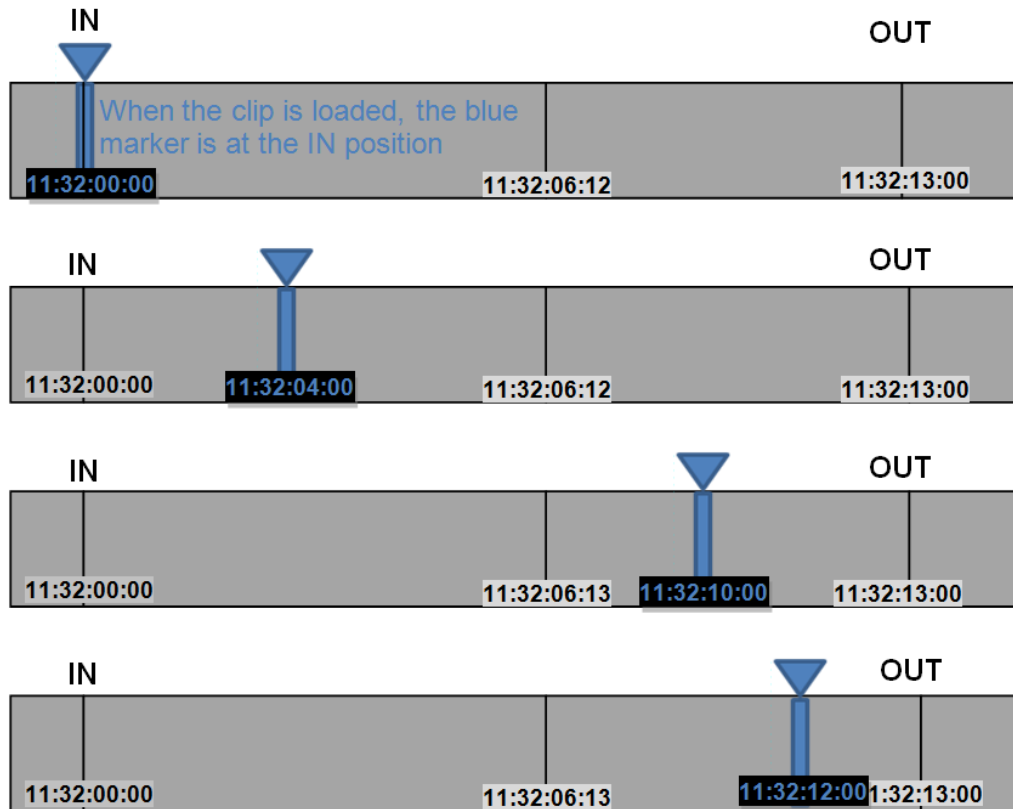 IN
OUT
When the clip is loaded, the blue
marker is at the IN position
11:32:00:00
11:32:06:12
11:32:13:00
IN
OUT
11:32:00:00
11:32:04:00
11:32:06:12
11:32:13:00
IN
OUT
11:32:00:00
11:32:06:13
11:32:10:00
11:32:13:00
IN
OUT
11:32:00:00
11:32:06:13
11:32:12:00
1:32:13:00